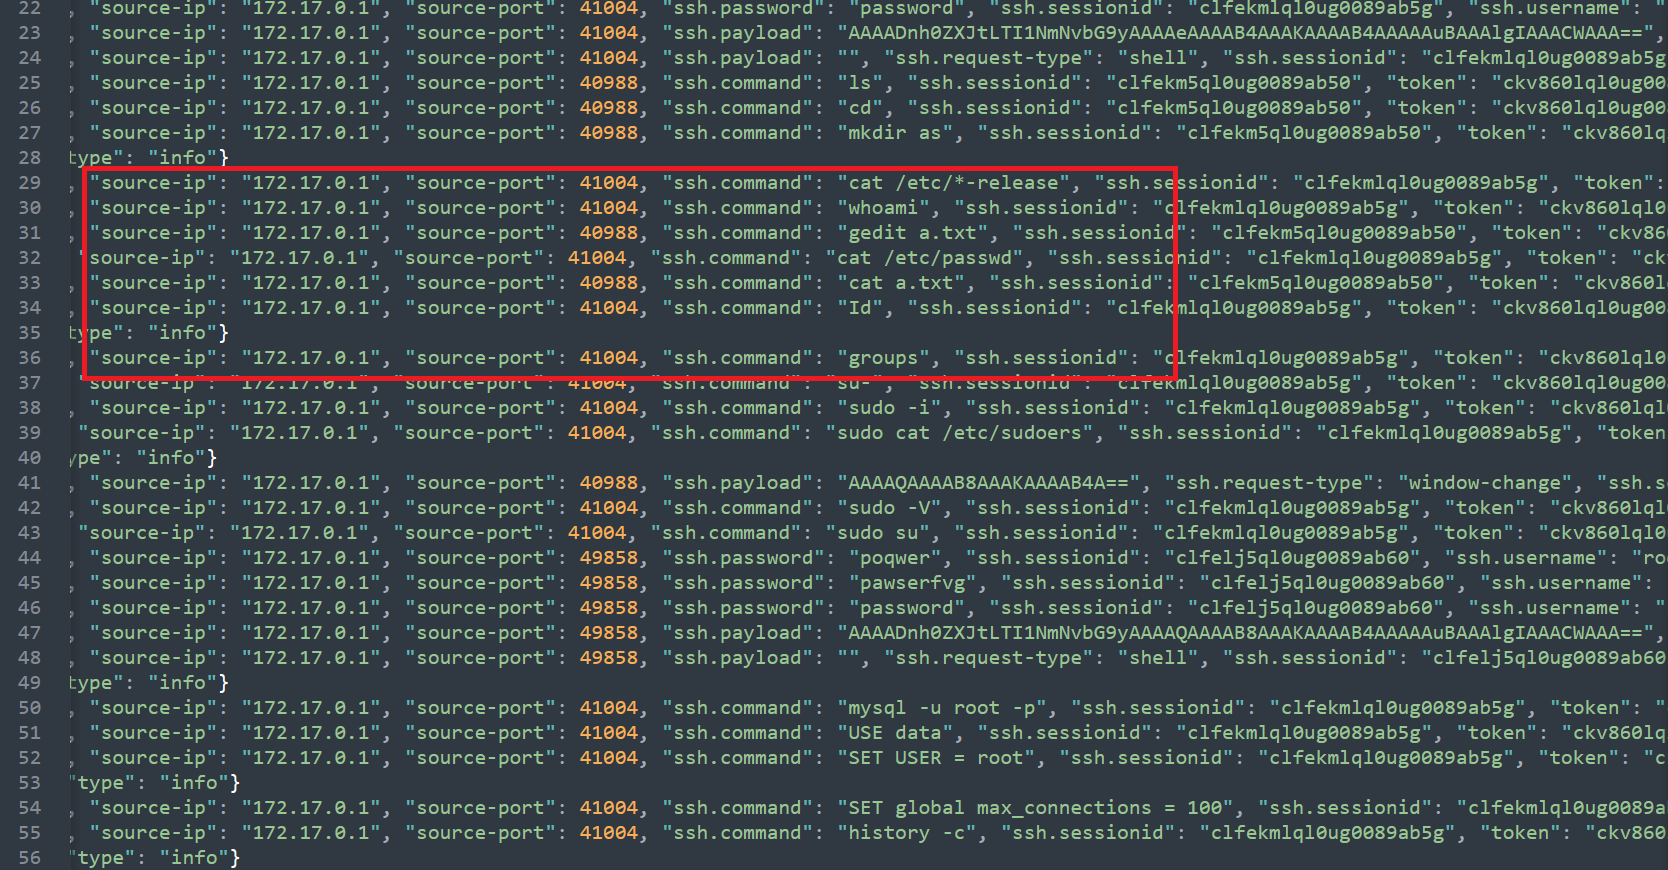 22 , "source-ip": "172.17.0.1", "source-port": 41004, "ssh.password": "password", "ssh.sessionid": "clfekmlql0ug0089ab5g", "ssh.username": "
23 , "source-ip": "172.17.0.1", "source-port": 41004, "ssh.payload": "AAAADnh0ZXJtLTI1NmNvbG9yAAAAeAAAAB4AAAKAAAAB4AAAAAuBAAAlgIAAACWAAA==",
24 , "source-ip": "172.17.0.1", "source-port": 41004, "ssh.payload": "", "ssh.request-type": "shell", "ssh.sessionid": "clfekmlql0ug0089ab5g
25 , "source-ip": "172.17.0.1", "source-port": 40988, "ssh.command": "ls", "ssh.sessionid": "clfekm5ql0ug0089ab50", "token": "ckv860lql0ug00
26 , "source-ip": "172.17.0.1", "source-port": 40988, "ssh.command": "cd", "ssh.sessionid": "clfekm5ql0ug0089ab50", "token": "ckv860lql0ug00
27 , "source-ip": "172.17.0.1", "source-port": 40988, "ssh.command": "mkdir as", "ssh.sessionid": "clfekm5ql0ug0089ab50", "token": "ckv860lq
28 type": "info"}
29 , "source-ip": "172.17.0.1", "source-port": 41004, "ssh.command": "cat /etc/*-release", "ssh.sessionid": "clfekmlql0ug0089ab5g", "token":
30 , "source-ip": "172.17.0.1", "source-port": 41004, "ssh.command": "whoami", "ssh.sessionid": "clfekmlql0ug0089ab5g", "token": "ckv860lql0
31 , "source-ip": "172.17.0.1", "source-port": 40988, "ssh.command": "gedit a.txt", "ssh.sessionid": "clfekm5ql0ug0089ab50", "token": "ckv86
32 "source-ip": "172.17.0.1", "source-port": 41004, "ssh.command": "cat /etc/passwd", "ssh.sessionid": "clfekmlql0ug0089ab5g", "token": "ck
33 , "source-ip": "172.17.0.1", "source-port": 40988, "ssh.command": "cat a.txt", "ssh.sessionid": "clfekm5ql0ug0089ab50", "token": "ckv860l
34 , "source-ip": "172.17.0.1", "source-port": 41004, "ssh.command": "Id", "ssh.sessionid": "clfekmlql0ug0089ab5g", "token": "ckv860lql0ug00
35 type": "info"}
36 , "source-ip": "172.17.0.1", "source-port": 41004, "ssh.command": "groups", "ssh.sessionid": "clfekmlql0ug0089ab5g", "token": "ckv860lql0
37 "source-ip": "172.17.0.1", "source-port": 41004, "ssh.command": "su-", "ssh.sessionid": "clfekmlql0ug0089ab5g", "token": "ckv860lql0ug0
38 , "source-ip": "172.17.0.1", "source-port": 41004, "ssh.command": "sudo -i", "ssh.sessionid": "clfekmlql0ug0089ab5g", "token": "ckv860lql
39 "source-ip": "172.17.0.1", "source-port": 41004, "ssh.command": "sudo cat /etc/sudoers", "ssh.sessionid": "clfekmlql0ug0089ab5g", "token
40 ype": "info"}
41 , "source-ip": "172.17.0.1", "source-port": 40988, "ssh.payload": "AAAAQAAAAB8AAAKAAAAB4A==", "ssh.request-type": "window-change", "ssh.s
42 , "source-ip": "172.17.0.1", "source-port": 41004, "ssh.command": "sudo -V", "ssh.sessionid": "clfekmlql0ug0089ab5g", "token": "ckv860lql
43 "source-ip": "172.17.0.1", "source-port": 41004, "ssh.command": "sudo su", "ssh.sessionid": "clfekmlql0ug0089ab5g", "token": "ckv860lql0
44 , "source-ip": "172.17.0.1", "source-port": 49858, "ssh.password": "poqwer", "ssh.sessionid": "clfelj5ql0ug0089ab60", "ssh.username": "ro
45 , "source-ip": "172.17.0.1", "source-port": 49858, "ssh.password": "pawserfvg", "ssh.sessionid": "clfelj5ql0ug0089ab60", "ssh.username":
46 , "source-ip": "172.17.0.1", "source-port": 49858, "ssh.password": "password", "ssh.sessionid": "clfelj5ql0ug0089ab60", "ssh.username": "
47 , "source-ip": "172.17.0.1", "source-port": 49858, "ssh.payload": "AAAADnh0ZXJtLTI1NmNvbG9yAAAAQAAAAB8AAAKAAAAB4AAAAAuBAAAlgIAAACWAAA==",
48 , "source-ip": "172.17.0.1", "source-port": 49858, "ssh.payload": "", "ssh.request-type": "shell", "ssh.sessionid": "clfelj5ql0ug0089ab60
49 type": "info"}
50 , "source-ip": "172.17.0.1", "source-port": 41004, "ssh.command": "mysql -u root -p", "ssh.sessionid": "clfekmlql0ug0089ab5g", "token": "
51 , "source-ip": "172.17.0.1", "source-port": 41004, "ssh.command": "USE data", "ssh.sessionid": "clfekmlql0ug0089ab5g", "token": "ckv860lq
52 , "source-ip": "172.17.0.1", "source-port": 41004, "ssh.command": "SET USER = root", "ssh.sessionid": "clfekmlql0ug0089ab5g", "token": "c
53 "type": "info"}
54 , "source-ip": "172.17.0.1", "source-port": 41004, "ssh.command": "SET global max_connections = 100", "ssh.sessionid": "clfekmlql0ug0089a
55 , "source-ip": "172.17.0.1", "source-port": 41004, "ssh.command": "history -c", "ssh.sessionid": "clfekmlql0ug0089ab5g", "token": "ckv860
56 "type": "info"}